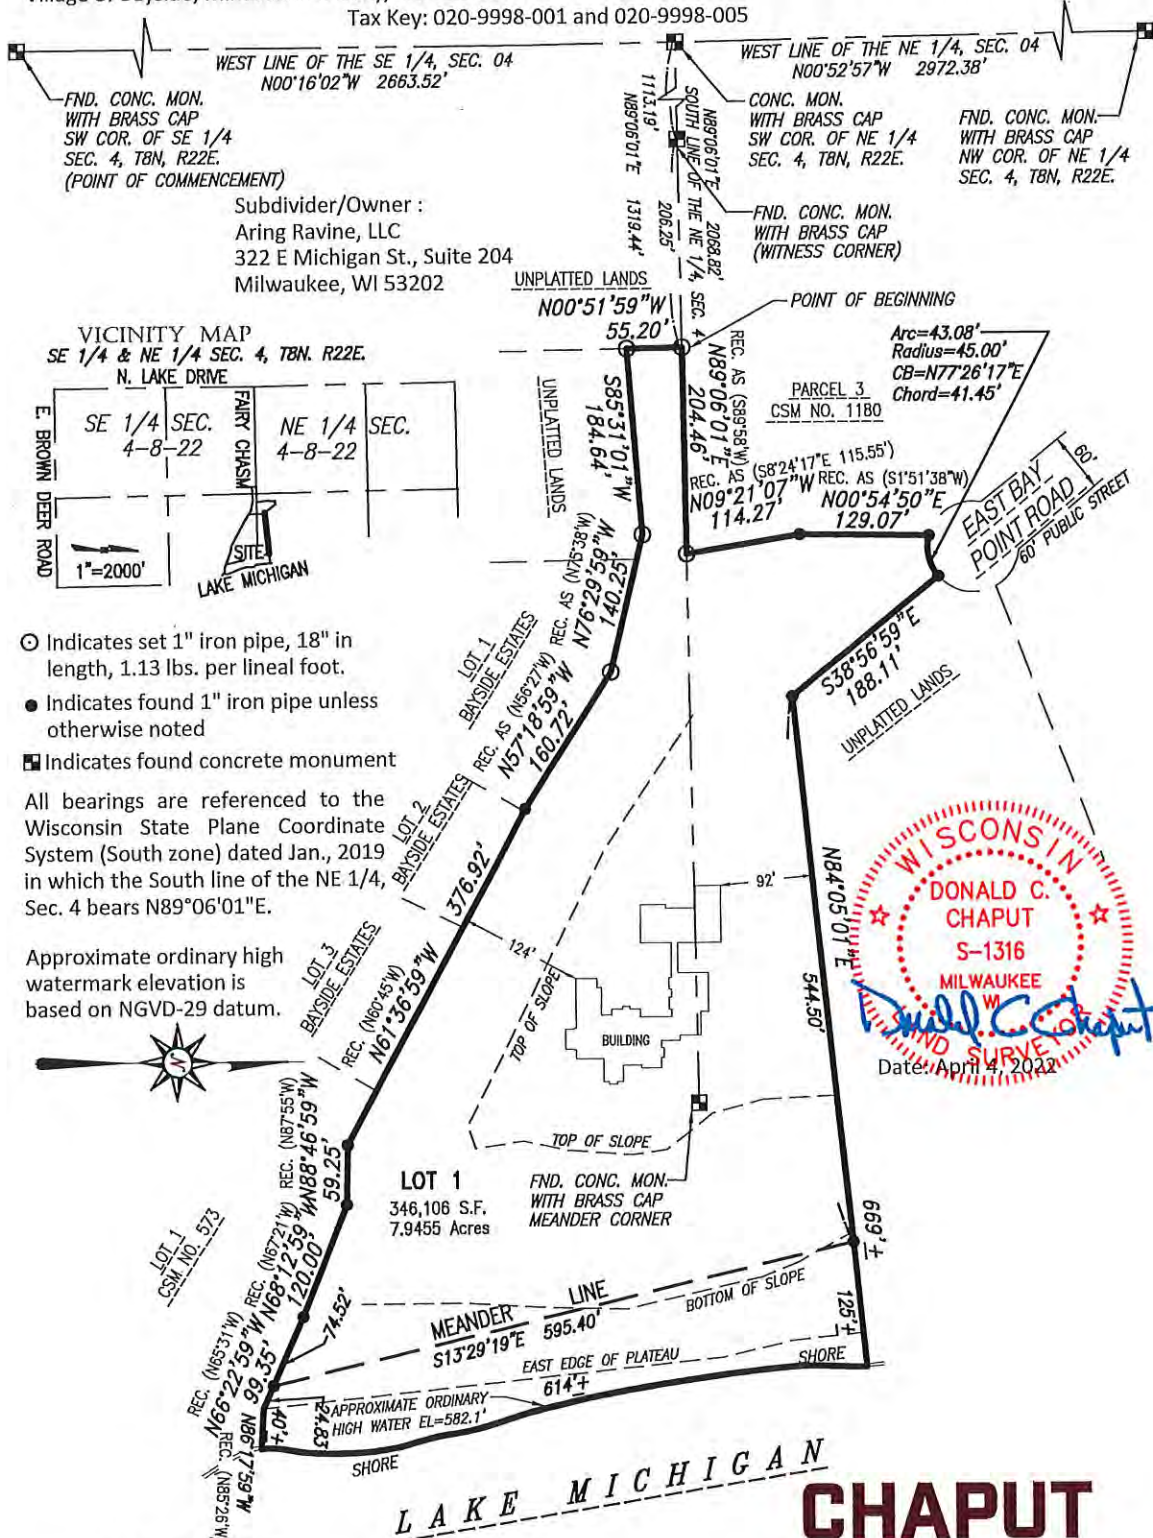 Tax Key: 020-9998-001 and 020-9998-005
WEST LINE OF THE SE 1/4, SEC. 04
N00°16'02"W 2663.52'
WEST LINE OF THE NE 1/4, SEC. 04
N00°52'57"W 2972.38'
FND. CONC. MON.
WITH BRASS CAP
SW COR. OF SE 1/4
SEC. 4, T8N, R22E.
(POINT OF COMMENCEMENT)
CONC. MON.
WITH BRASS CAP
SW COR. OF NE 1/4
SEC. 4, T8N, R22E.
FND. CONC. MON.
WITH BRASS CAP
NW COR. OF NE 1/4
SEC. 4, T8N, R22E.
FND. CONC. MON.
WITH BRASS CAP
(WITNESS CORNER)
1113.19'
N89°06'01"E 1319.44'
206.25'
SOUTH LINE OF THE NE 1/4, SEC. 4
N89°06'01"E 2068.82'
Subdivider/Owner :
Aring Ravine, LLC
322 E Michigan St., Suite 204
Milwaukee, WI 53202
UNPLATTED LANDS
N00°51'59"W
55.20'
POINT OF BEGINNING
Arc=43.08'
Radius=45.00'
CB=N77°26'17"E
Chord=41.45'
VICINITY MAP
SE 1/4 & NE 1/4 SEC. 4, T8N. R22E.
N. LAKE DRIVE
E. BROWN DEER ROAD
SE 1/4 SEC.
4-8-22
FAIRY CHASM
NE 1/4 SEC.
4-8-22
SITE
1"=2000'
LAKE MICHIGAN
UNPLATTED LANDS
S85°31'01"W
184.64'
REC. AS (S89°58'W)
N89°06'01"E
204.46'
PARCEL 3
CSM NO. 1180
REC. AS (S8°24'17"E 115.55')
N09°21'07"W
114.27'
REC. AS (S1°51'38"W)
N00°54'50"E
129.07'
EAST BAY
POINT ROAD
60' PUBLIC STREET
60'
Indicates set 1" iron pipe, 18" in
length, 1.13 lbs. per lineal foot.
Indicates found 1" iron pipe unless
otherwise noted
Indicates found concrete monument
REC. AS (N75°38'W)
N76°29'59"W
140.25'
LOT 1
BAYSIDE ESTATES
REC. AS (N56°27'W)
N57°18'59"W
160.72'
S38°56'59"E
188.11'
UNPLATTED LANDS
All bearings are referenced to the
Wisconsin State Plane Coordinate
System (South zone) dated Jan., 2019
in which the South line of the NE 1/4,
Sec. 4 bears N89°06'01"E.
LOT 2
BAYSIDE ESTATES
Approximate ordinary high
watermark elevation is
based on NGVD-29 datum.
LOT 3
BAYSIDE ESTATES
REC. (N60°45'W)
N61°36'59"W
376.92'
124'
TOP OF SLOPE
BUILDING
92'
N84°05'01"E
544.50'
WISCONSIN
DONALD C.
CHAPUT
S-1316
MILWAUKEE
WI
LAND SURVEYOR
Donald C Chaput
Date: April 4, 2022
N
TOP OF SLOPE
REC. (N87°55'W)
N88°46'59"W
59.25'
LOT 1
346,106 S.F.
7.9455 Acres
FND. CONC. MON.
WITH BRASS CAP
MEANDER CORNER
669'±
LOT 1
CSM NO. 573
REC. (N67°21'W)
N68°12'59"W
120.00'
74.52'
MEANDER LINE
S13°29'19"E 595.40'
BOTTOM OF SLOPE
125'±
REC. (N65°31'W)
N66°22'59"W
99.35'
EAST EDGE OF PLATEAU
SHORE
614'±
APPROXIMATE ORDINARY
HIGH WATER EL=582.1'
24.83'
40'±
N86°17'59"W
REC. (N85°26'W)
SHORE
LAKE MICHIGAN
CHAPUT